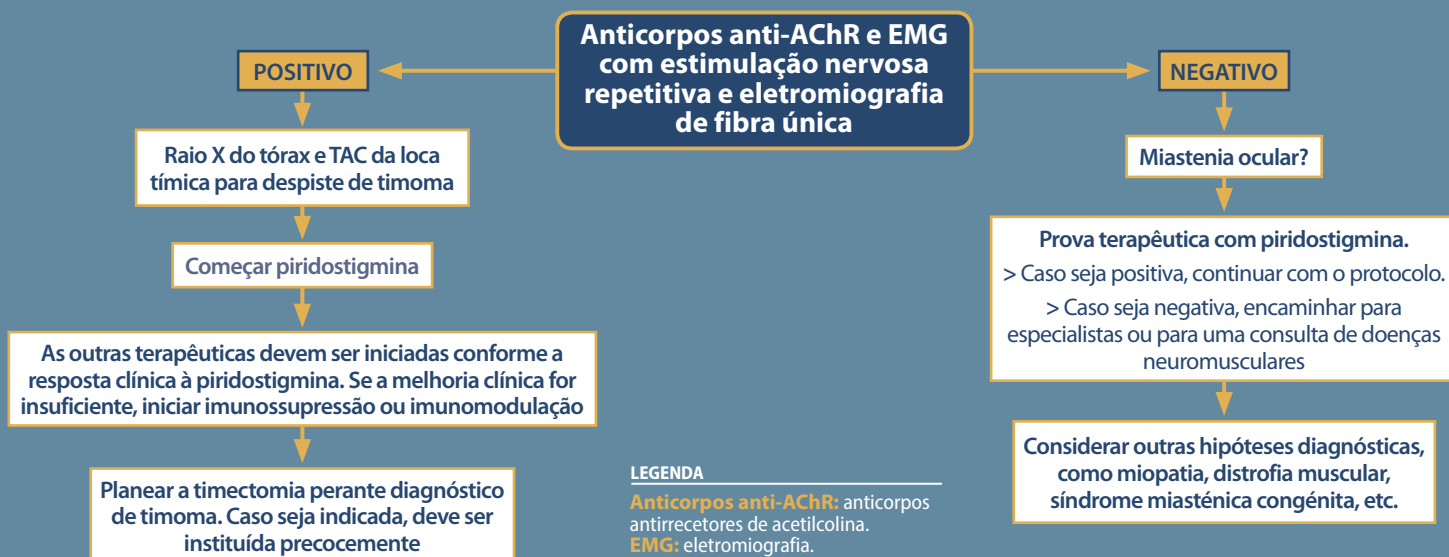 Anticorpos anti-AChR e EMG
com estimulação nervosa
repetitiva e eletromiografia
de fibra única
POSITIVO
Raio X do tórax e TAC da loca
tímica para despiste de timoma
Começar piridostigmina
As outras terapêuticas devem ser iniciadas conforme a
resposta clínica à piridostigmina. Se a melhoria clínica for
insuficiente, iniciar imunossupressão ou imunomodulação
Planear a timectomia perante diagnóstico
de timoma. Caso seja indicada, deve ser
instituída precocemente
NEGATIVO
Miastenia ocular?
Prova terapêutica com piridostigmina.
> Caso seja positiva, continuar com o protocolo.
> Caso seja negativa, encaminhar para
especialistas ou para uma consulta de doenças
neuromusculares
Considerar outras hipóteses diagnósticas,
como miopatia, distrofia muscular,
síndrome miasténica congénita, etc.
LEGENDA
Anticorpos anti-AChR: anticorpos
antirrecetores de acetilcolina.
EMG: eletromiografia.